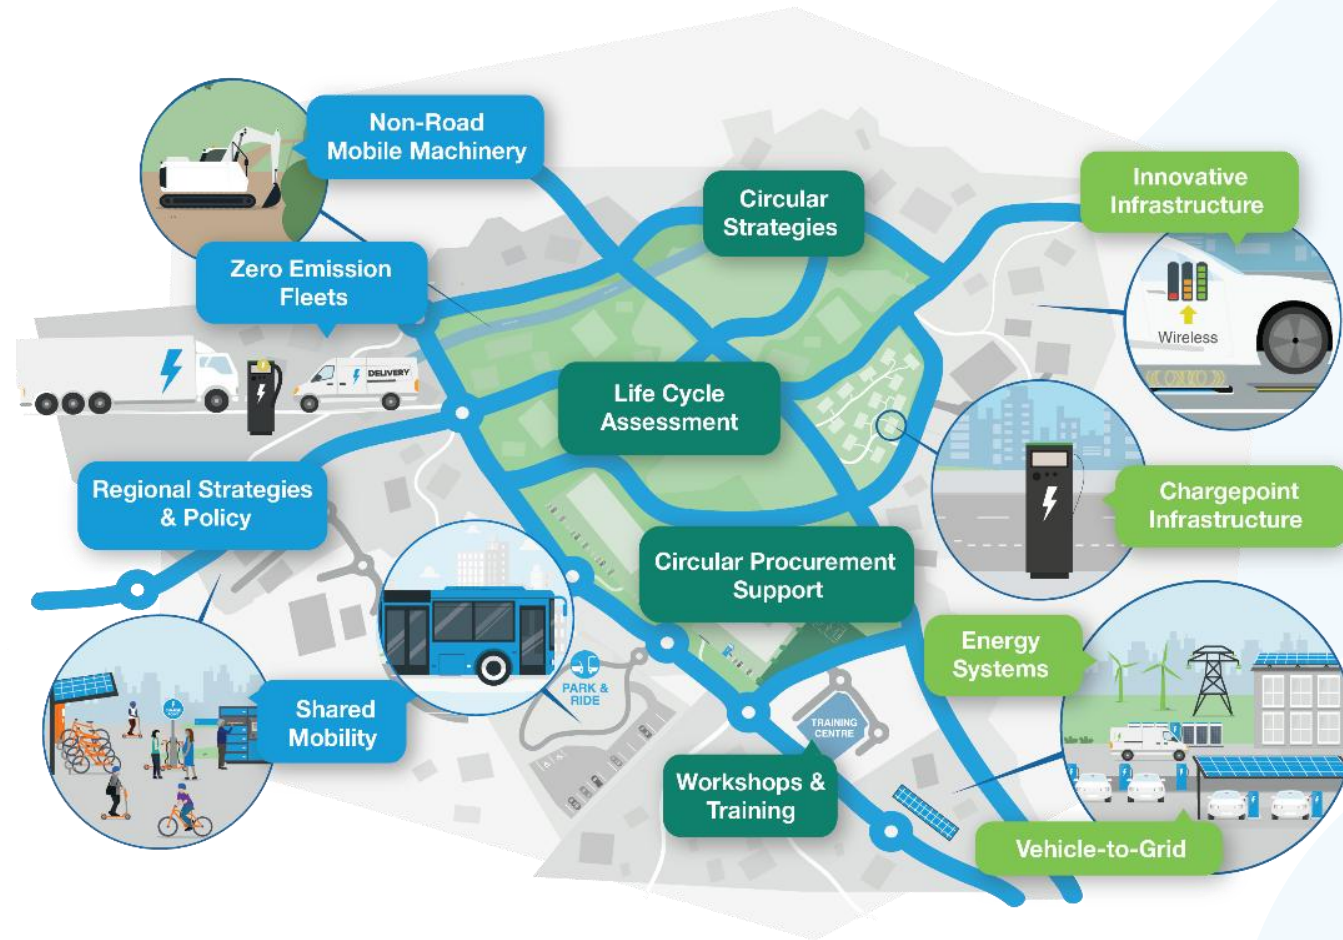 Non-Road
Mobile Machinery
Circular
Strategies
Innovative
Infrastructure
Zero Emission
Fleets
Wireless
DELIVERY
Life Cycle
Assessment
Regional Strategies
& Policy
Chargepoint
Infrastructure
Circular Procurement
Support
Energy
Systems
PARK &
RIDE
Shared
Mobility
TRAINING
CENTRE
Workshops &
Training
Vehicle-to-Grid